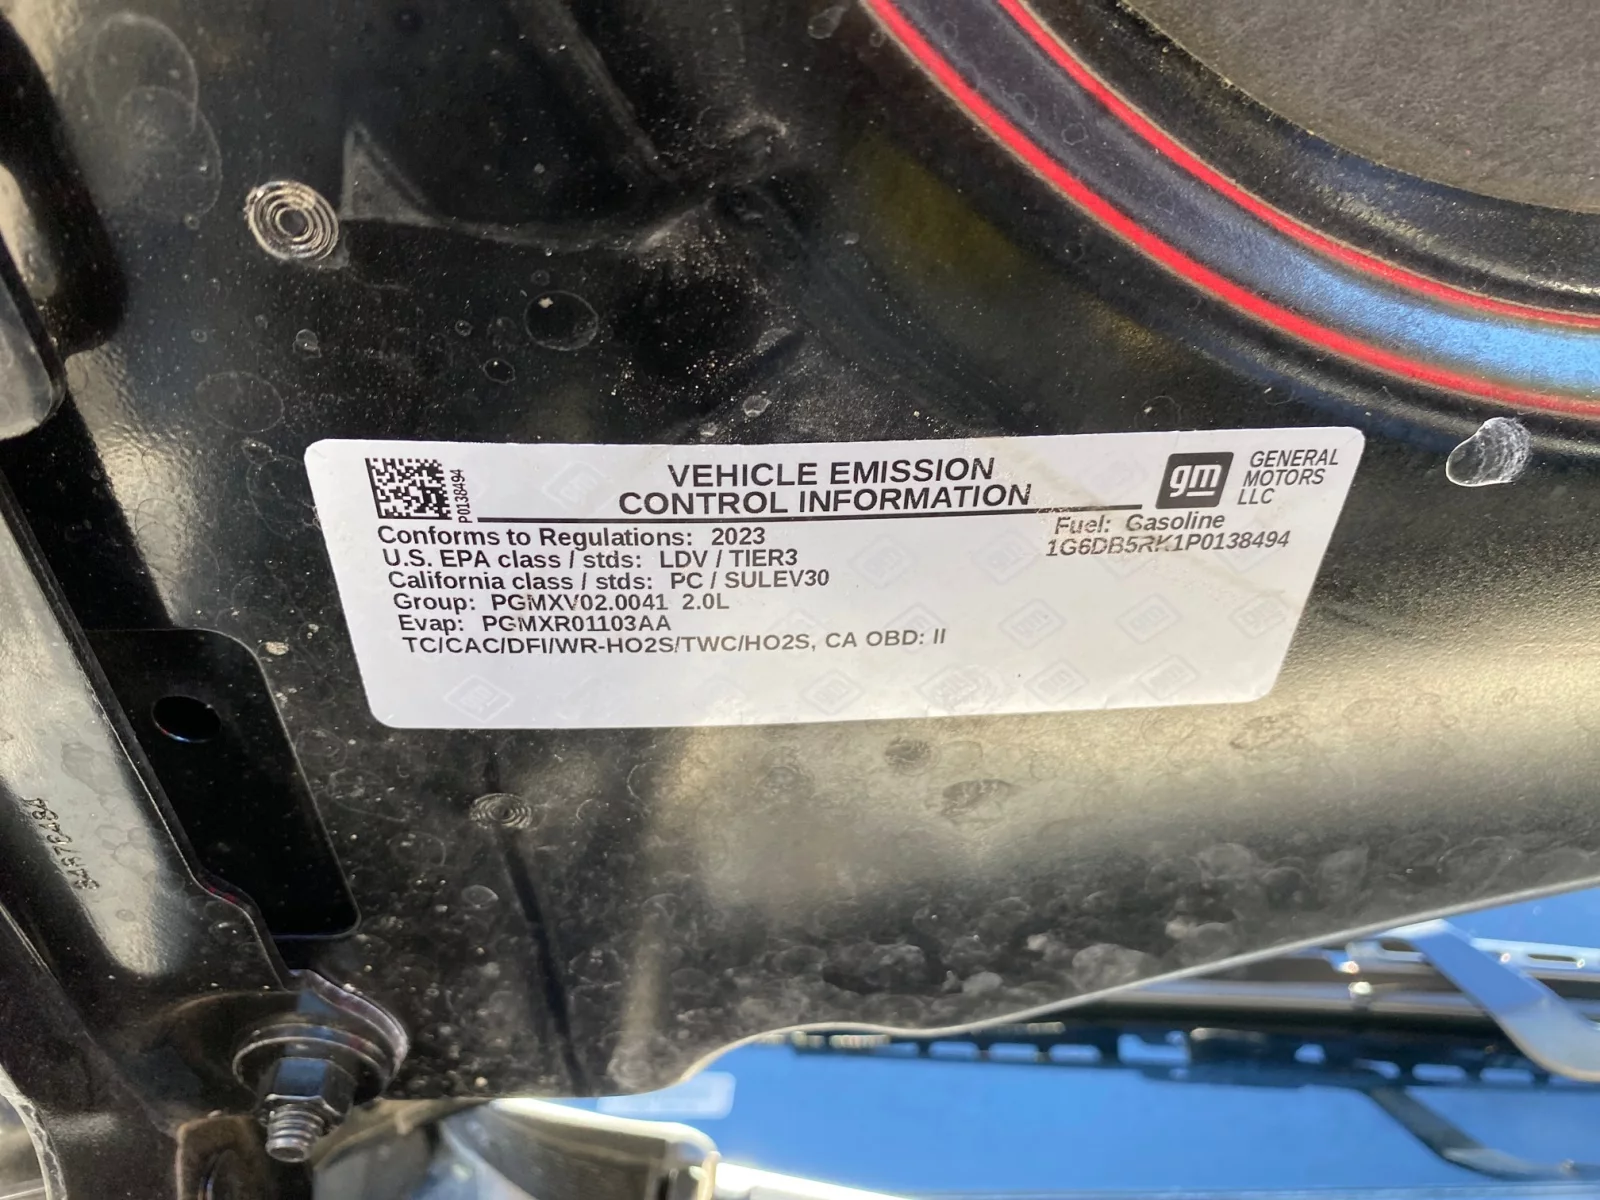 P0138494
VEHICLE EMISSION
CONTROL INFORMATION
gm
GENERAL
MOTORS
LLC
Conforms to Regulations: 2023
U.S. EPA class / stds: LDV / TIER3
California class / stds: PC / SULEV30
Group: PGMXV02.0041 2.0L
Evap: PGMXR01103AA
TC/CAC/DFI/WR-HO2S/TWC/HO2S, CA OBD: II
Fuel: Gasoline
1G6DB5RK1P0138494